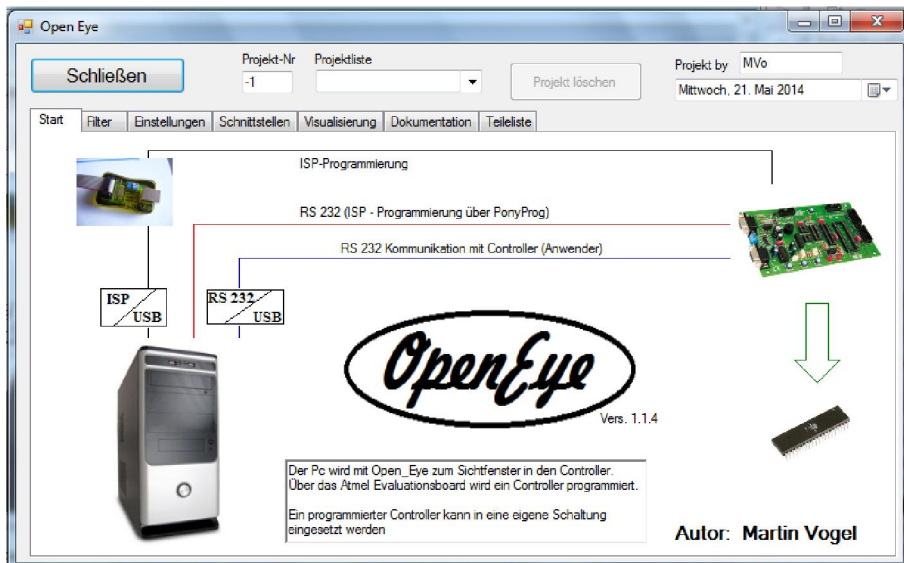 Open Eye
Schließen
Projekt-Nr
-1
Projektliste
Projekt löschen
Projekt by
MVo
Mittwoch, 21. Mai 2014
Start Filter Einstellungen Schnittstellen Visualisierung Dokumentation Teileliste
ISP-Programmierung
RS 232 (ISP - Programmierung über PonyProg)
RS 232 Kommunikation mit Controller (Anwender)
ISP
USB
RS 232
USB
OpenEye
Vers. 1.1.4
Der Pc wird mit Open_Eye zum Sichtfenster in den Controller.
Über das Atmel Evaluationsboard wird ein Controller programmiert.
Ein programmierter Controller kann in eine eigene Schaltung
eingesetzt werden
Autor: Martin Vogel